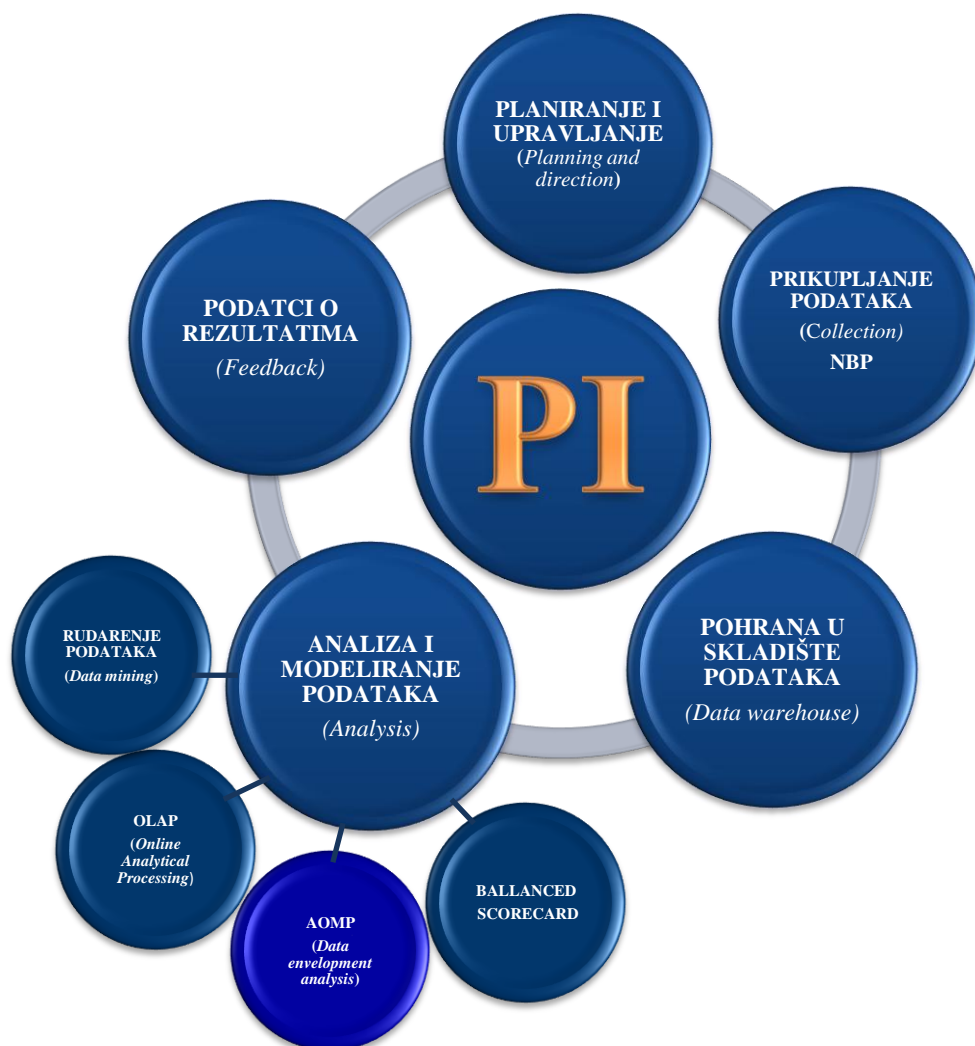 PLANIRANJE I
UPRAVLJANJE
(Planning and
direction)
PRIKUPLJANJE
PODATAKA
(Collection)
NBP
PODATCI O
REZULTATIMA
(Feedback)
PI
POHRANA U
SKLADIŠTE
PODATAKA
(Data warehouse)
ANALIZA I
MODELIRANJE
PODATAKA
(Analysis)
RUDARENJE
PODATAKA
(Data mining)
OLAP
(Online
Analytical
Processing)
AOMP
(Data
envelopment
analysis)
BALLANCED
SCORECARD